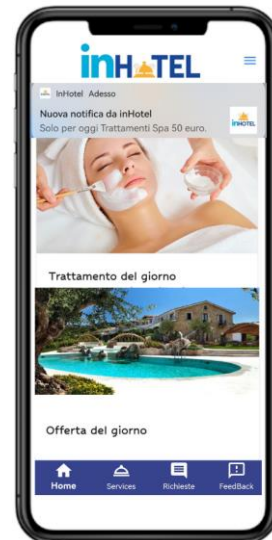 inHOTEL
InHotel Adesso
Nuova notifica da inHotel
Solo per oggi Trattamenti Spa 50 euro.
inHOTEL
Trattamento del giorno
Offerta del giorno
Home Services Richieste FeedBack